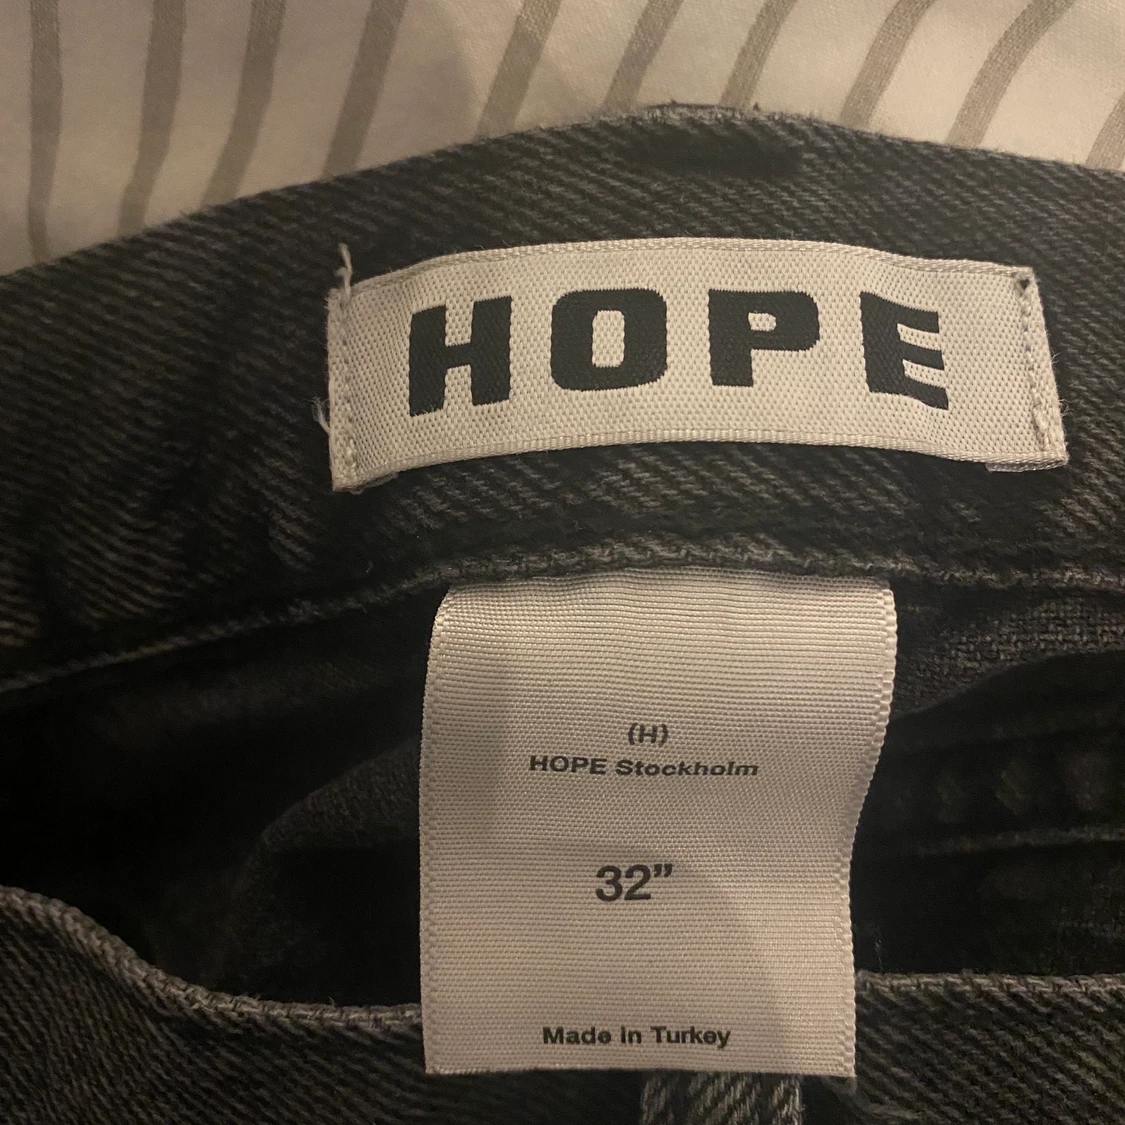 HOPE
(H)
HOPE Stockholm
32”
Made in Turkey